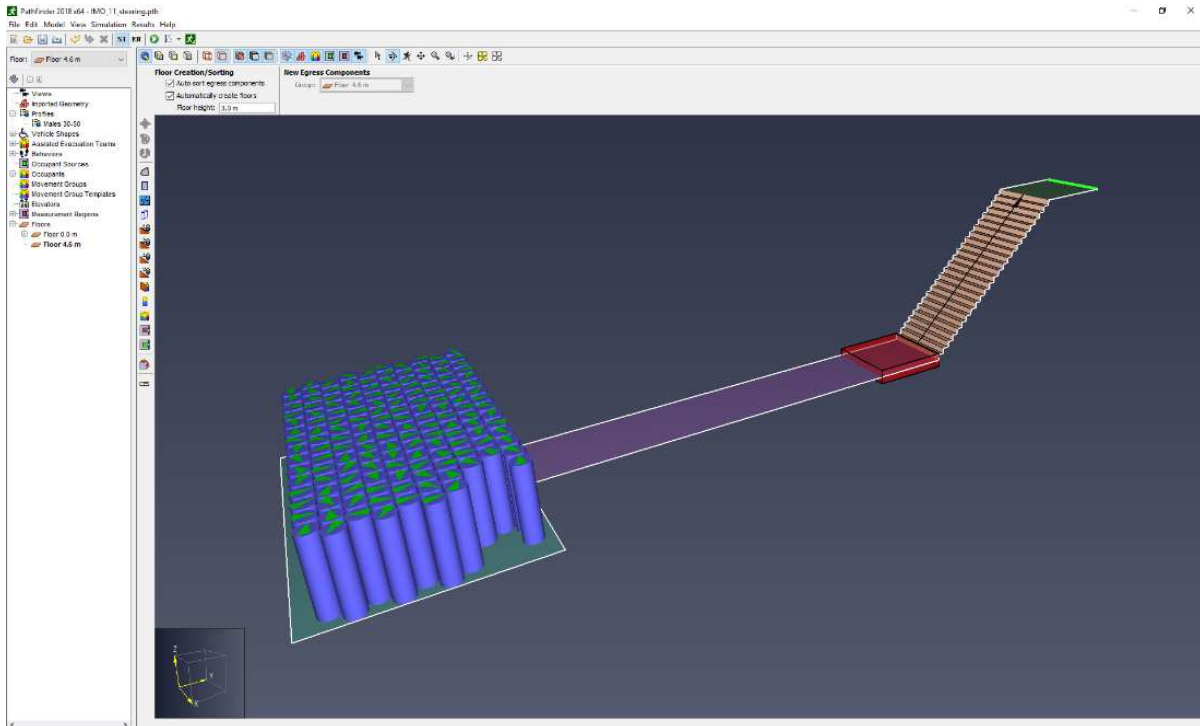 Pathfinder 2018 x64 - IMO_11_steering.pth
File Edit Model View Simulation Results Help
Floor: Floor 4.6 m
Floor Creation/Sorting
Auto sort egress components
Automatically create floors
Floor height: 3.0 m
New Egress Components
Group: Floor 4.6 m
Views
Imported Geometry
Profiles
Males 30-50
Vehicle Shapes
Assisted Evacuation Teams
Behaviors
Occupant Sources
Occupants
Movement Groups
Movement Group Templates
Elevators
Measurement Regions
Floors
Floor 0.0 m
Floor 4.6 m
Z
Y
X